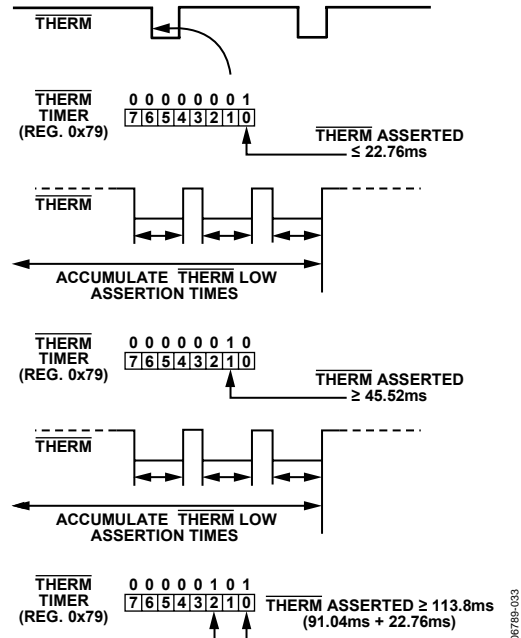 THERM
THERM
TIMER
(REG. 0x79)
0 0 0 0 0 0 0 1
7 6 5 4 3 2 1 0
THERM ASSERTED
≤ 22.76ms
THERM
ACCUMULATE THERM LOW
ASSERTION TIMES
THERM
TIMER
(REG. 0x79)
0 0 0 0 0 0 1 0
7 6 5 4 3 2 1 0
THERM ASSERTED
≥ 45.52ms
THERM
ACCUMULATE THERM LOW
ASSERTION TIMES
THERM
TIMER
(REG. 0x79)
0 0 0 0 0 1 0 1
7 6 5 4 3 2 1 0
THERM ASSERTED ≥ 113.8ms
(91.04ms + 22.76ms)
06789-033